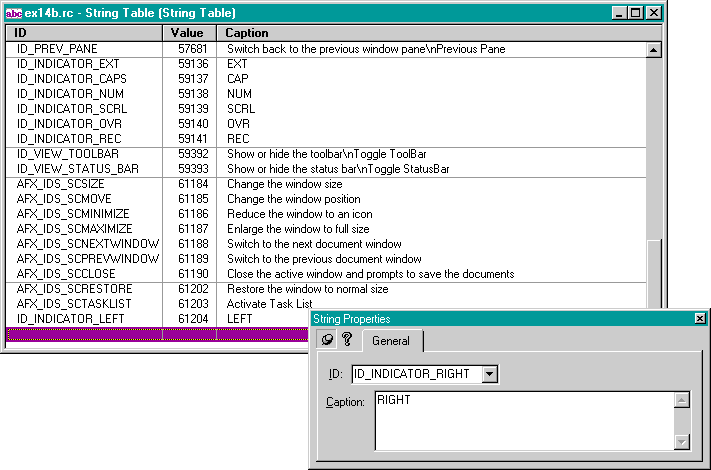 abc ex14b.rc - String Table (String Table)
ID Value Caption
ID_PREV_PANE 57681 Switch back to the previous window pane\nPrevious Pane
ID_INDICATOR_EXT 59136 EXT
ID_INDICATOR_CAPS 59137 CAP
ID_INDICATOR_NUM 59138 NUM
ID_INDICATOR_SCRL 59139 SCRL
ID_INDICATOR_OVR 59140 OVR
ID_INDICATOR_REC 59141 REC
ID_VIEW_TOOLBAR 59392 Show or hide the toolbar\nToggle ToolBar
ID_VIEW_STATUS_BAR 59393 Show or hide the status bar\nToggle StatusBar
AFX_IDS_SCSIZE 61184 Change the window size
AFX_IDS_SCMOVE 61185 Change the window position
AFX_IDS_SCMINIMIZE 61186 Reduce the window to an icon
AFX_IDS_SCMAXIMIZE 61187 Enlarge the window to full size
AFX_IDS_SCNEXTWINDOW 61188 Switch to the next document window
AFX_IDS_SCPREVWINDOW 61189 Switch to the previous document window
AFX_IDS_SCCLOSE 61190 Close the active window and prompts to save the documents
AFX_IDS_SCRESTORE 61202 Restore the window to normal size
AFX_IDS_SCTASKLIST 61203 Activate Task List
ID_INDICATOR_LEFT 61204 LEFT
String Properties
? General
ID: ID_INDICATOR_RIGHT
Caption: RIGHT